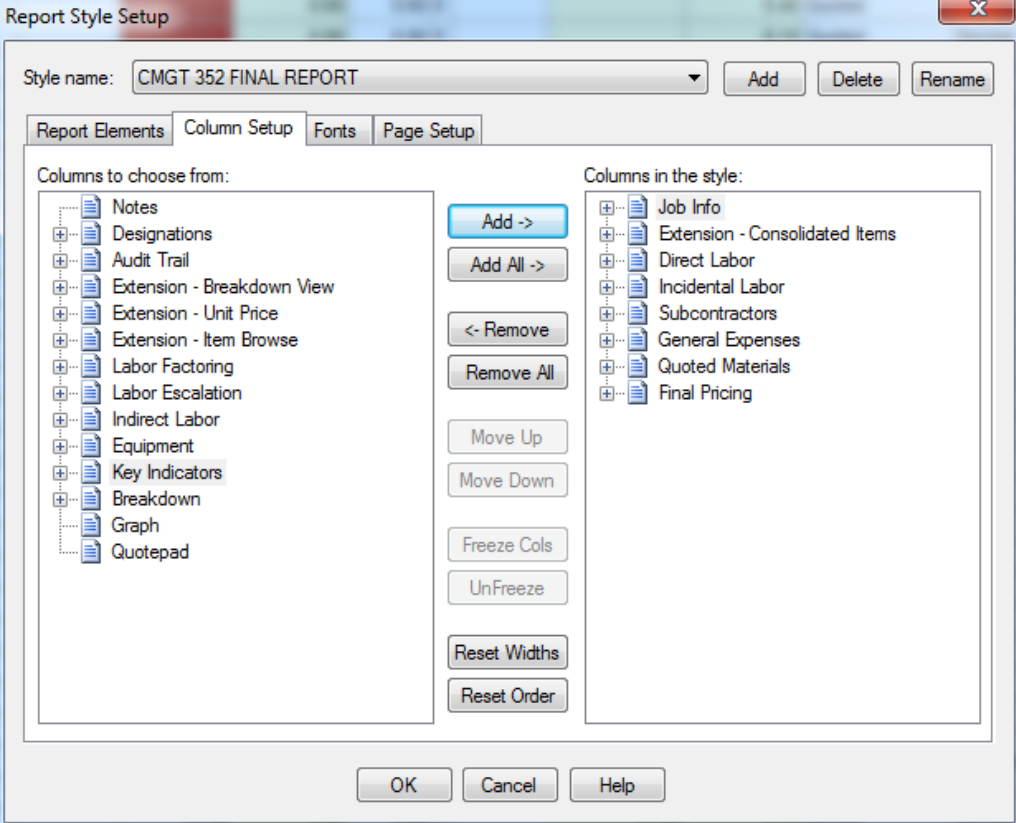 Report Style Setup
Style name: CMGT 352 FINAL REPORT Add Delete Rename
Report Elements Column Setup Fonts Page Setup
Columns to choose from:
Notes
Designations
Audit Trail
Extension - Breakdown View
Extension - Unit Price
Extension - Item Browse
Labor Factoring
Labor Escalation
Indirect Labor
Equipment
Key Indicators
Breakdown
Graph
Quotepad
Add ->
Add All ->
<- Remove
Remove All
Move Up
Move Down
Freeze Cols
UnFreeze
Reset Widths
Reset Order
Columns in the style:
Job Info
Extension - Consolidated Items
Direct Labor
Incidental Labor
Subcontractors
General Expenses
Quoted Materials
Final Pricing
OK Cancel Help